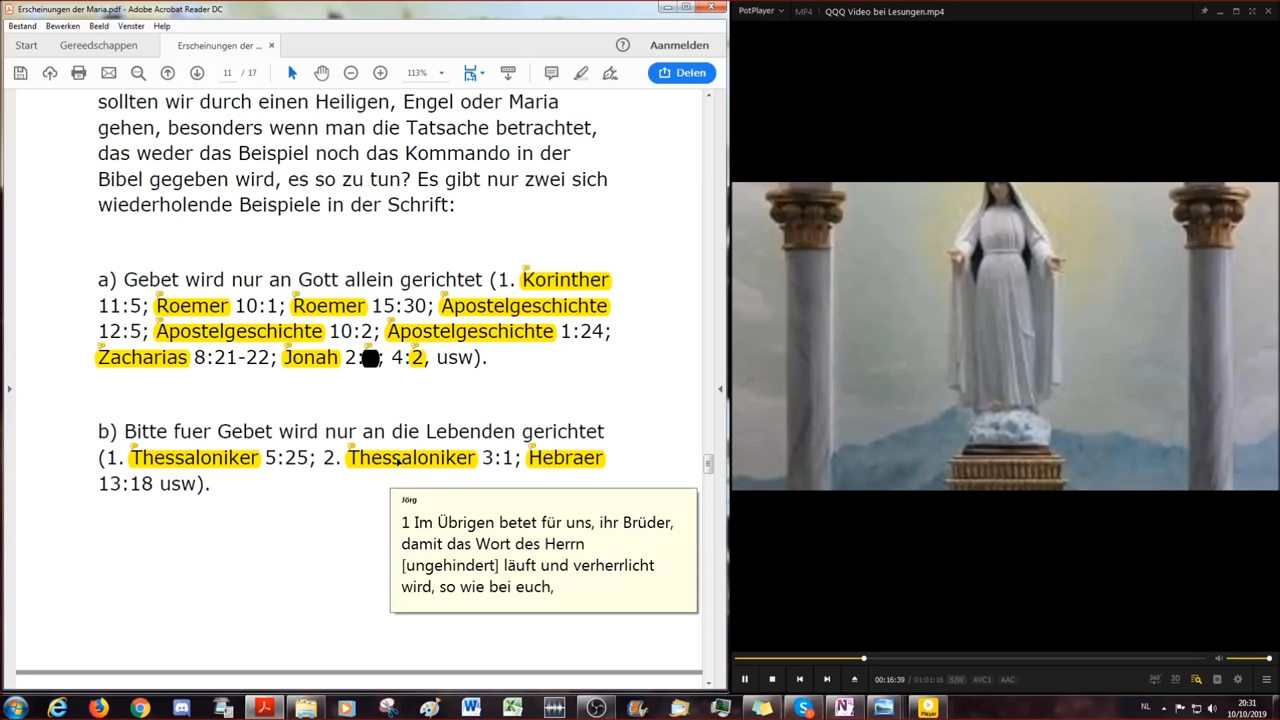 Erscheinungen der Maria.pdf - Adobe Acrobat Reader DC
Bestand Bewerken Beeld Venster Help
Start Gereedschappen Erscheinungen der ... × Aanmelden
11 / 17 113% Delen
sollten wir durch einen Heiligen, Engel oder Maria
gehen, besonders wenn man die Tatsache betrachtet,
das weder das Beispiel noch das Kommando in der
Bibel gegeben wird, es so zu tun? Es gibt nur zwei sich
wiederholende Beispiele in der Schrift:
a) Gebet wird nur an Gott allein gerichtet (1. Korinther
11:5; Roemer 10:1; Roemer 15:30; Apostelgeschichte
12:5; Apostelgeschichte 10:2; Apostelgeschichte 1:24;
Zacharias 8:21-22; Jonah 2: ; 4:2, usw).
b) Bitte fuer Gebet wird nur an die Lebenden gerichtet
(1. Thessaloniker 5:25; 2. Thessaloniker 3:1; Hebraer
13:18 usw).
Jörg
1 Im Übrigen betet für uns, ihr Brüder,
damit das Wort des Herrn
[ungehindert] läuft und verherrlicht
wird, so wie bei euch,
PotPlayer MP4 QQQ Video bei Lesungen.mp4
00:16:39 / 01:01:16 S/W AVC1 AAC
360° 3D
NL 20:31
10/10/2019
Player